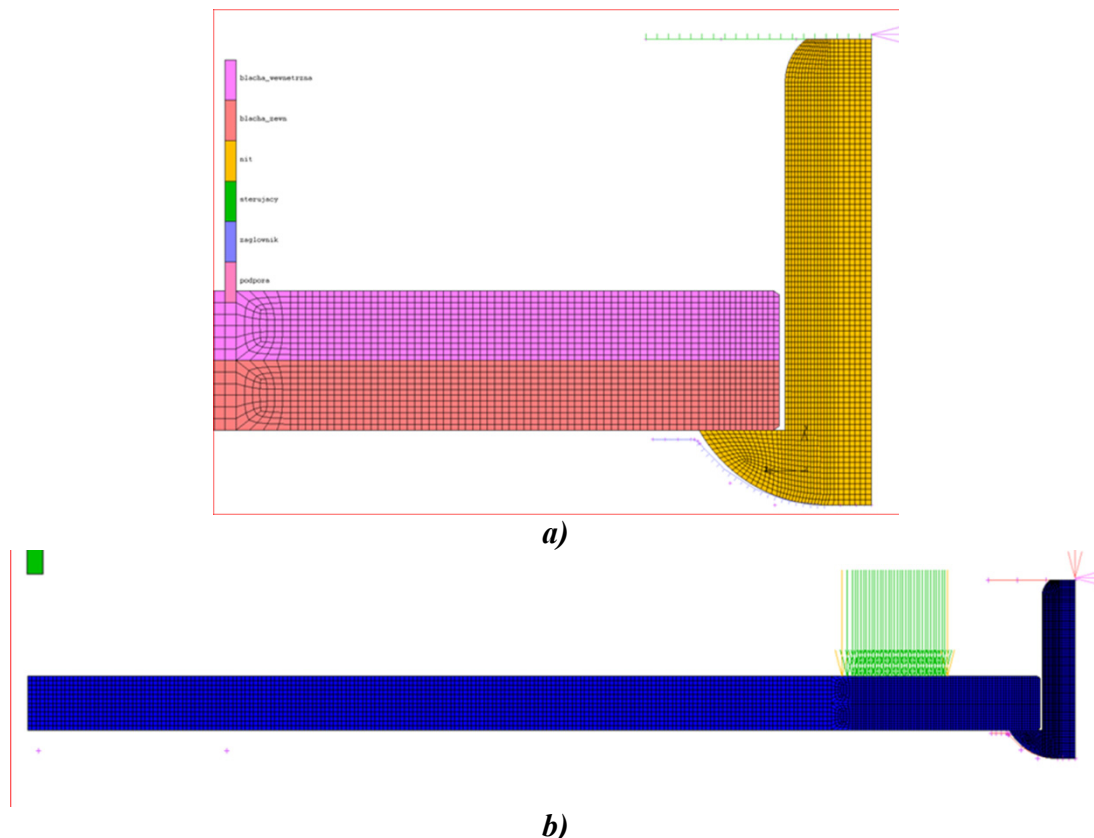 blacha_wewnetrzna
blacha_zewn
nit
sterujacy
zaglownik
podpora
a)
b)